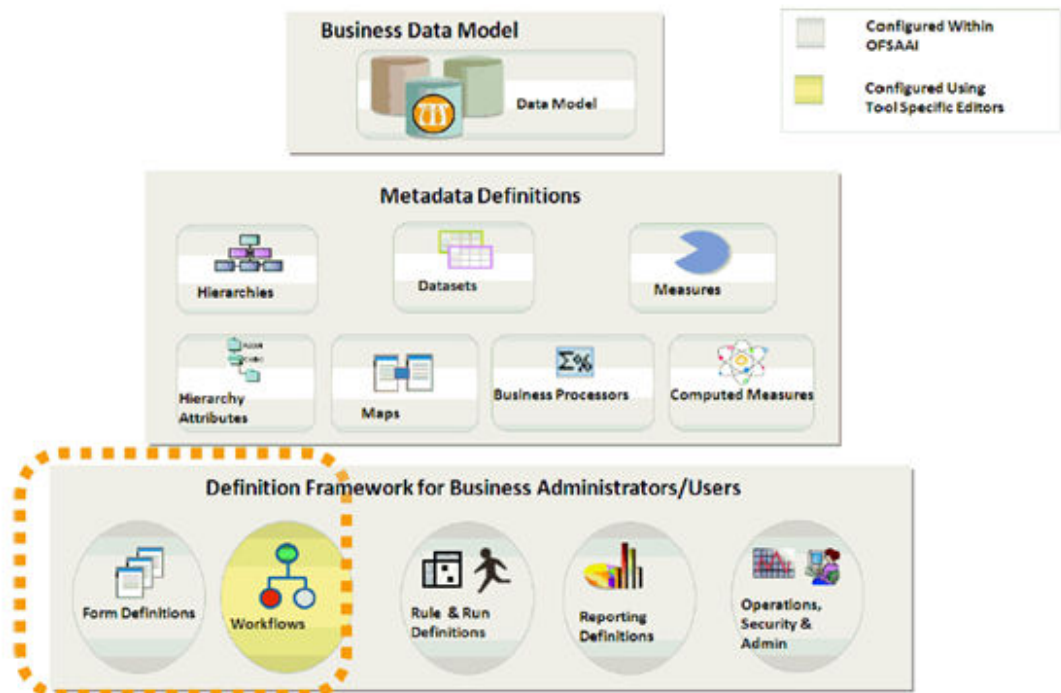 Business Data Model
Data Model
Configured Within
OFSAAI
Configured Using
Tool Specific Editors
Metadata Definitions
Hierarchies
Datasets
Measures
Hierarchy
Attributes
Maps
Σ%
Business Processors
Computed Measures
Definition Framework for Business Administrators/Users
Form Definitions
Workflows
Rule & Run
Definitions
Reporting
Definitions
Operations,
Security &
Admin